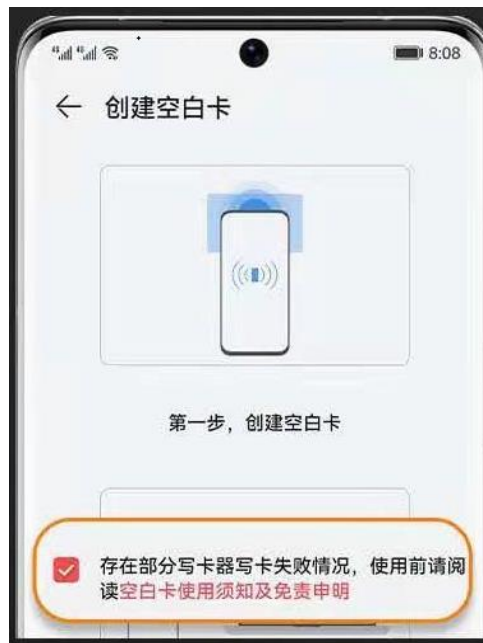 8:08
创建空白卡
第一步，创建空白卡
存在部分写卡器写卡失败情况，使用前请阅
读空白卡使用须知及免责申明